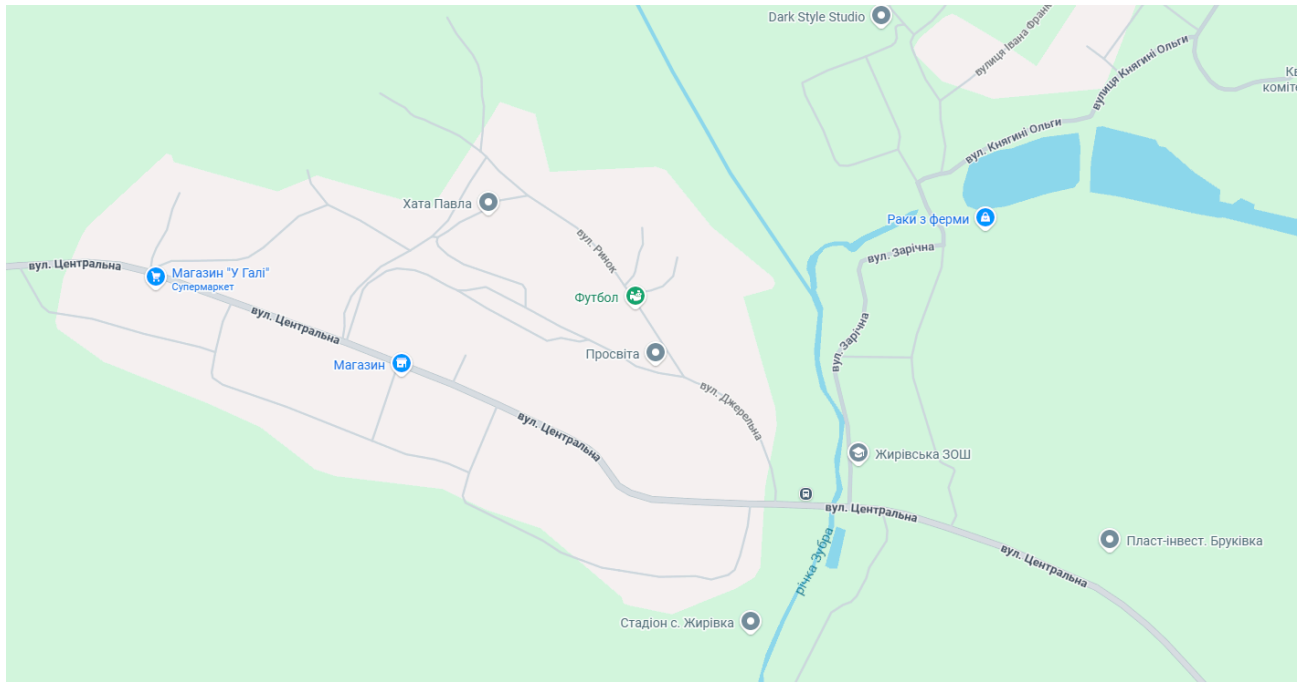 Dark Style Studio
вулиця Івана Франк
вулиця Княгині Ольги
Кв
коміте
вул. Княгині Ольги
Хата Павла
Раки з ферми
вул. Ринок
вул. Зарічна
вул. Центральна
Магазин "У Галі"
Супермаркет
Футбол
вул. Центральна
вул. Зарічна
Просвіта
Магазин
вул. Джерельна
вул. Центральна
Жирівська ЗОШ
вул. Центральна
річка Зубра
Пласт-інвест. Бруківка
вул. Центральна
Стадіон с. Жирівка